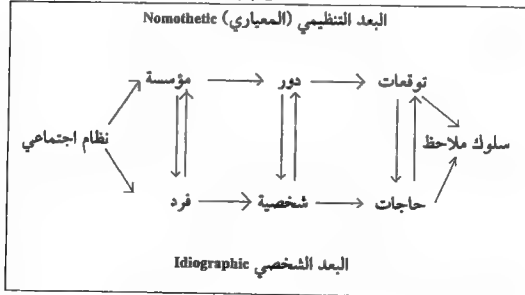 البعد التنظيمي (المعياري) Nomothetic
مؤسسة دور توقعات
نظام اجتماعي سلوك ملاحظ
فرد شخصية حاجات
البعد الشخصي Idiographic